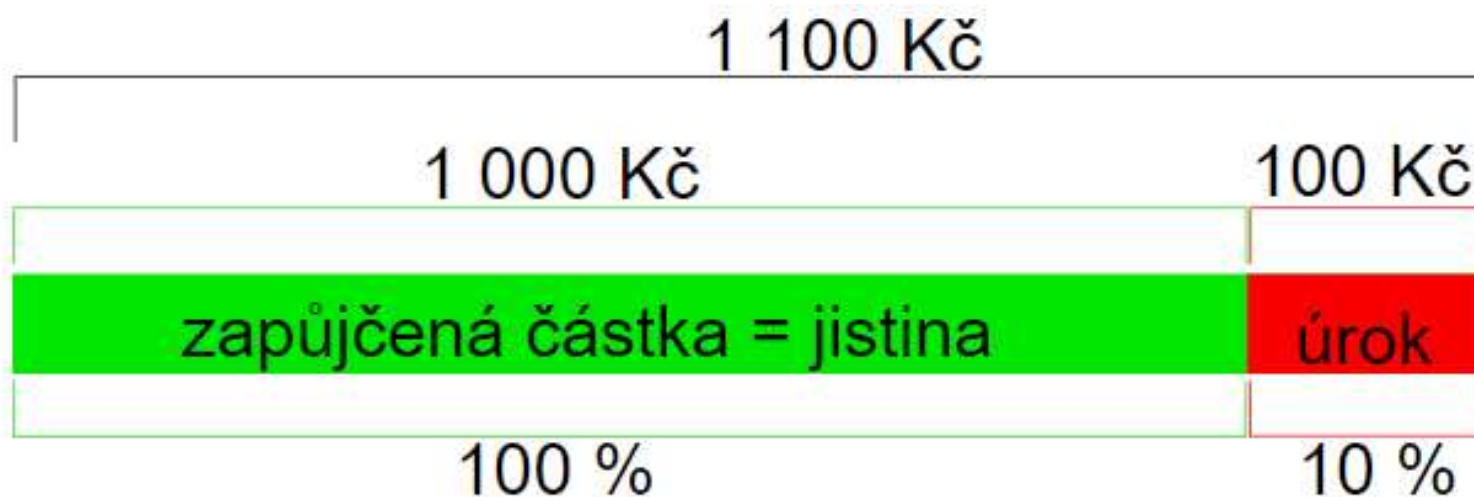 1 100 Kč
1 000 Kč 100 Kč
zapůjčená částka = jistina úrok
100 % 10 %